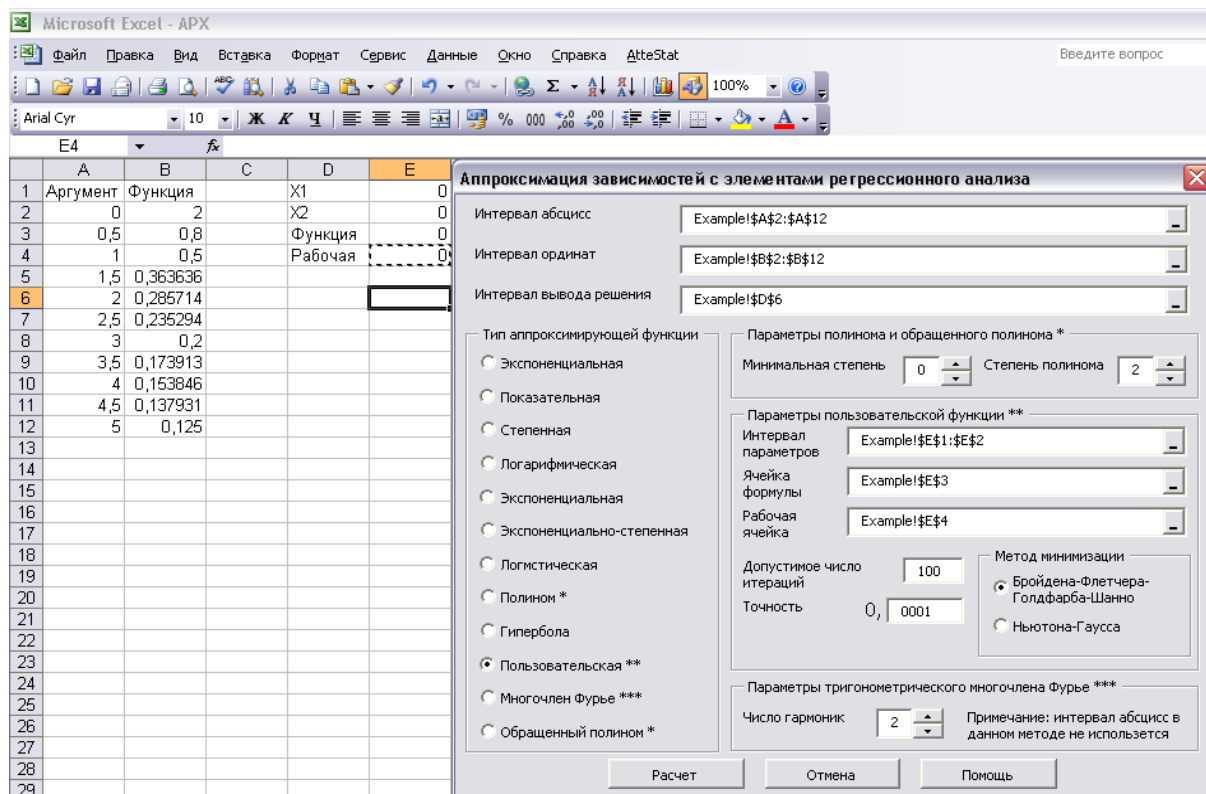 Microsoft Excel - APX
Файл Правка Вид Вставка Формат Сервис Данные Окно Справка AtteStat Введите вопрос
100%
Arial Cyr 10 Ж К Ч % 000
E4 fx
A B C D E
1 Аргумент Функция X1 0
2 0 2 X2 0
3 0,5 0,8 Функция 0
4 1 0,5 Рабочая 0
5 1,5 0,363636
6 2 0,285714
7 2,5 0,235294
8 3 0,2
9 3,5 0,173913
10 4 0,153846
11 4,5 0,137931
12 5 0,125
13
14
15
16
17
18
19
20
21
22
23
24
25
26
27
28
29
Аппроксимация зависимостей с элементами регрессионного анализа
Интервал абсцисс Example!$A$2:$A$12
Интервал ординат Example!$B$2:$B$12
Интервал вывода решения Example!$D$6
Тип аппроксимирующей функции
Экспоненциальная
Показательная
Степенная
Логарифмическая
Экспоненциальная
Экспоненциально-степенная
Логистическая
Полином *
Гипербола
Пользовательская **
Многочлен Фурье ***
Обращенный полином *
Параметры полинома и обращенного полинома *
Минимальная степень 0 Степень полинома 2
Параметры пользовательской функции **
Интервал
параметров
Example!$E$1:$E$2
Ячейка
формулы
Example!$E$3
Рабочая
ячейка
Example!$E$4
Допустимое число
итераций
100
Точность 0, 0001
Метод минимизации
Бройдена-Флетчера-
Голдфарба-Шанно
Ньютона-Гаусса
Параметры тригонометрического многочлена Фурье ***
Число гармоник 2
Примечание: интервал абсцисс в
данном методе не использется
Расчет Отмена Помощь